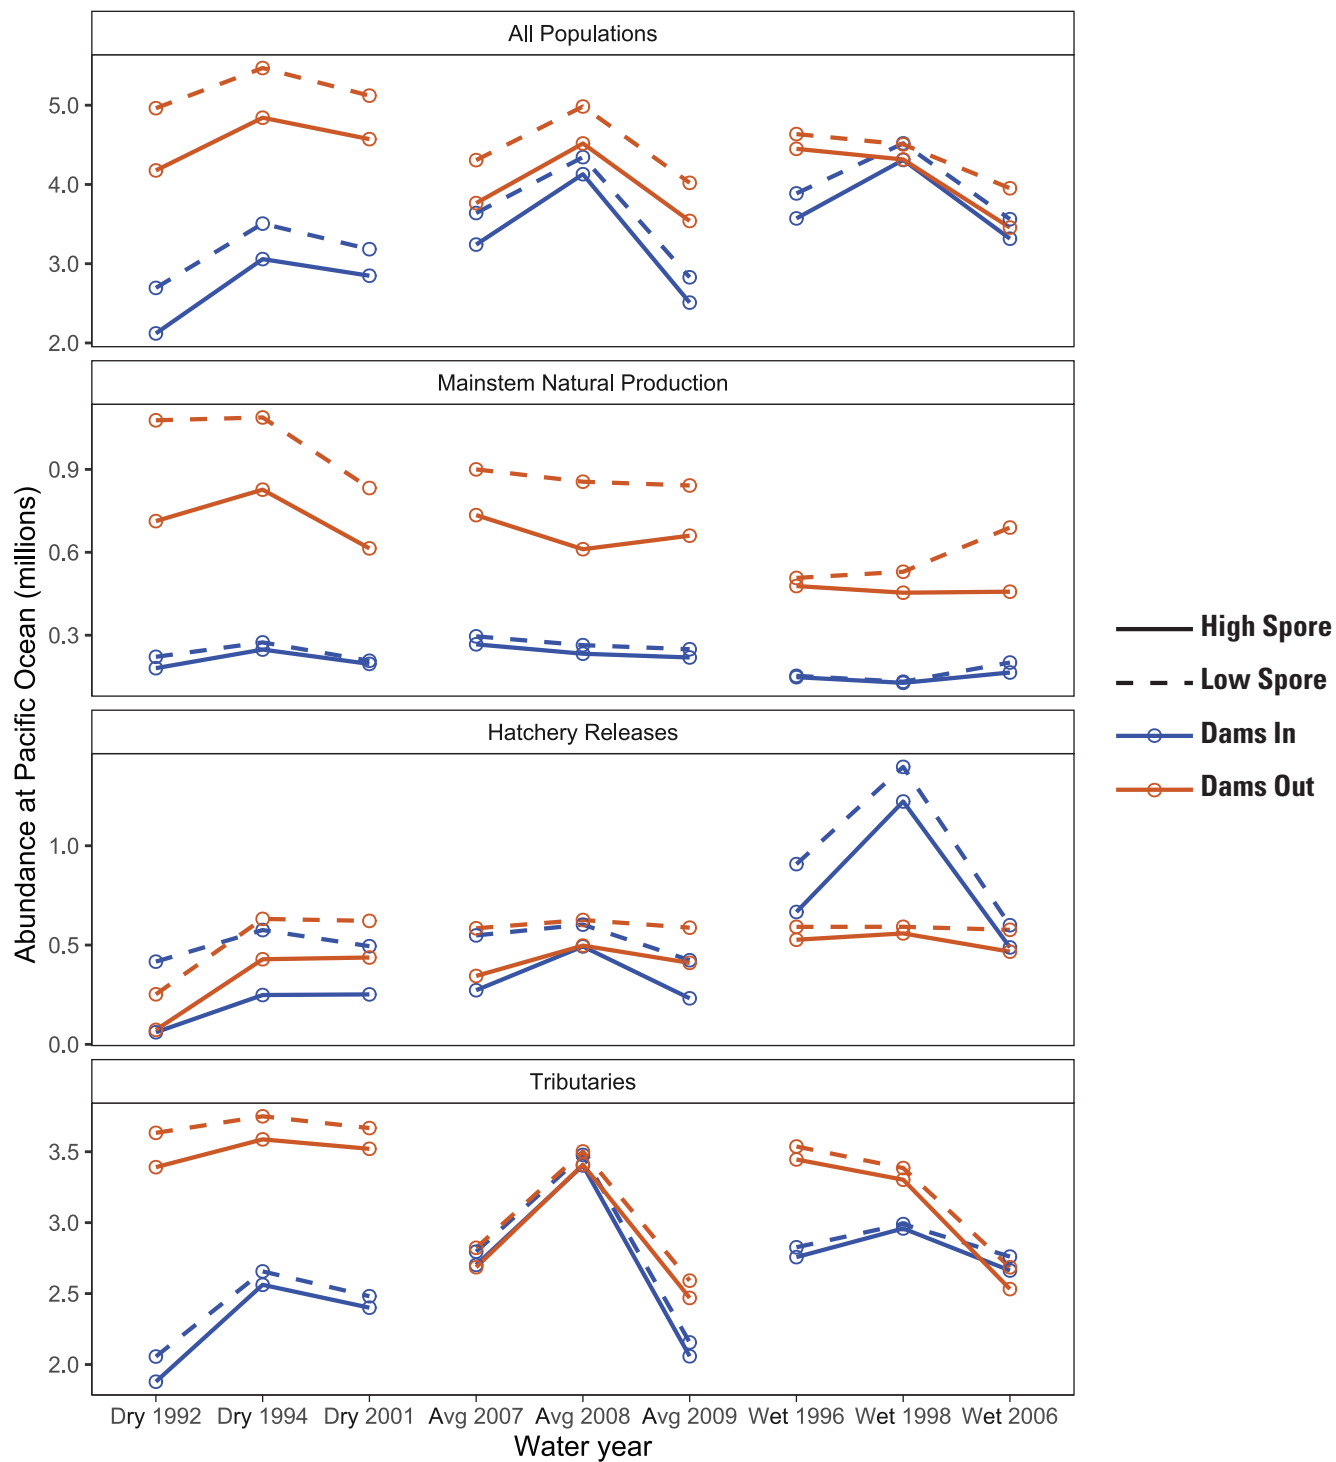 All Populations
5.0
4.0
3.0
2.0
Mainstem Natural Production
0.9
0.6
0.3
Hatchery Releases
1.0
0.5
0.0
Tributaries
3.5
3.0
2.5
2.0
Dry 1992 Dry 1994 Dry 2001 Avg 2007 Avg 2008 Avg 2009 Wet 1996 Wet 1998 Wet 2006
Water year
Abundance at Pacific Ocean (millions)
High Spore
Low Spore
Dams In
Dams Out